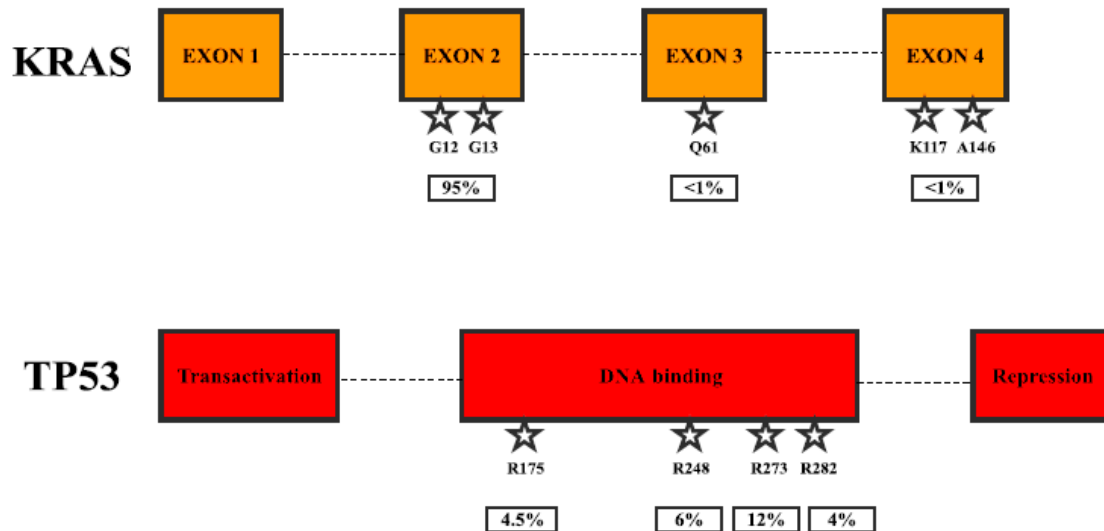 KRAS
EXON 1 EXON 2 EXON 3 EXON 4
G12 G13 Q61 K117 A146
95% <1% <1%
TP53
Transactivation DNA binding Repression
R175 R248 R273 R282
4.5% 6% 12% 4%